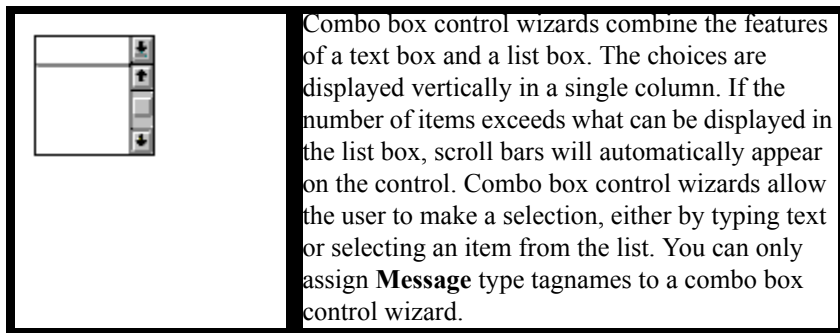 Combo box control wizards combine the features
of a text box and a list box. The choices are
displayed vertically in a single column. If the
number of items exceeds what can be displayed in
the list box, scroll bars will automatically appear
on the control. Combo box control wizards allow
the user to make a selection, either by typing text
or selecting an item from the list. You can only
assign Message type tagnames to a combo box
control wizard.